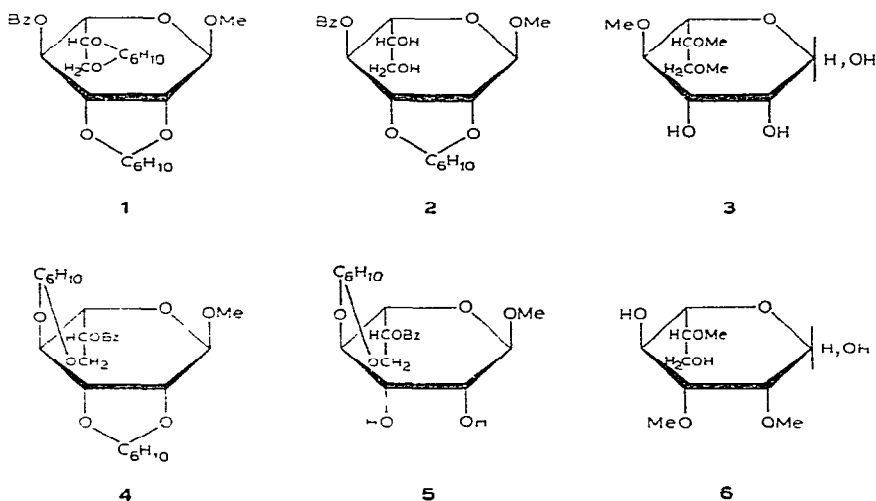 BzO O OMe
HCO
C6H10
H2CO
O O
C6H10
1
BzO O OMe
HCOH
H2COH
O O
C6H10
2
MeO O
HCOMe
H2COMe
H,OH
HO OH
3
C6H10
O O OMe
HCOBz
OCH2
O O
C6H10
4
C6H10
O O OMe
HCOBz
OCH2
HO OH
5
HO O
HCOMe
H2COH
H,OH
MeO OMe
6